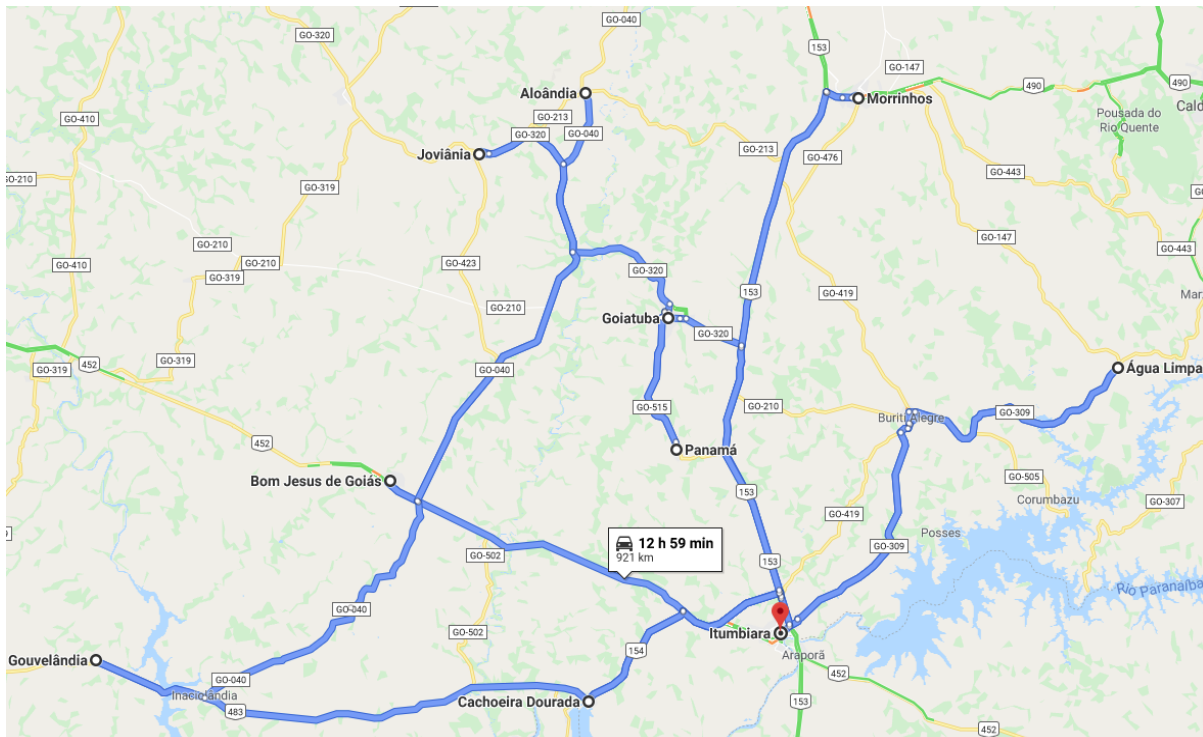 GO-040
GO-320
153
GO-147
GO-410
Aloândia
Morrinhos
490
490
Cald
Pousada do
Rio Quente
GO-213
GO-320
GO-040
Joviânia
GO-213
GO-476
GO-210
GO-319
GO-443
GO-210
GO-147
GO-443
GO-410
GO-319
GO-210
GO-423
GO-320
GO-419
153
Mar
GO-210
Goiatuba
GO-320
GO-319
GO-319
452
GO-040
Água Limpa
GO-515
GO-210
Buriti Alegre
GO-309
452
Panamá
Bom Jesus de Goiás
GO-505
153
Corumbazu
GO-307
GO-419
Posses
12 h 59 min
921 km
GO-502
GO-309
153
Rio Paranaíba
GO-040
GO-502
Itumbiara
154
Araporã
Gouvelândia
GO-040
Inaciolândia
452
483
Cachoeira Dourada
153
452